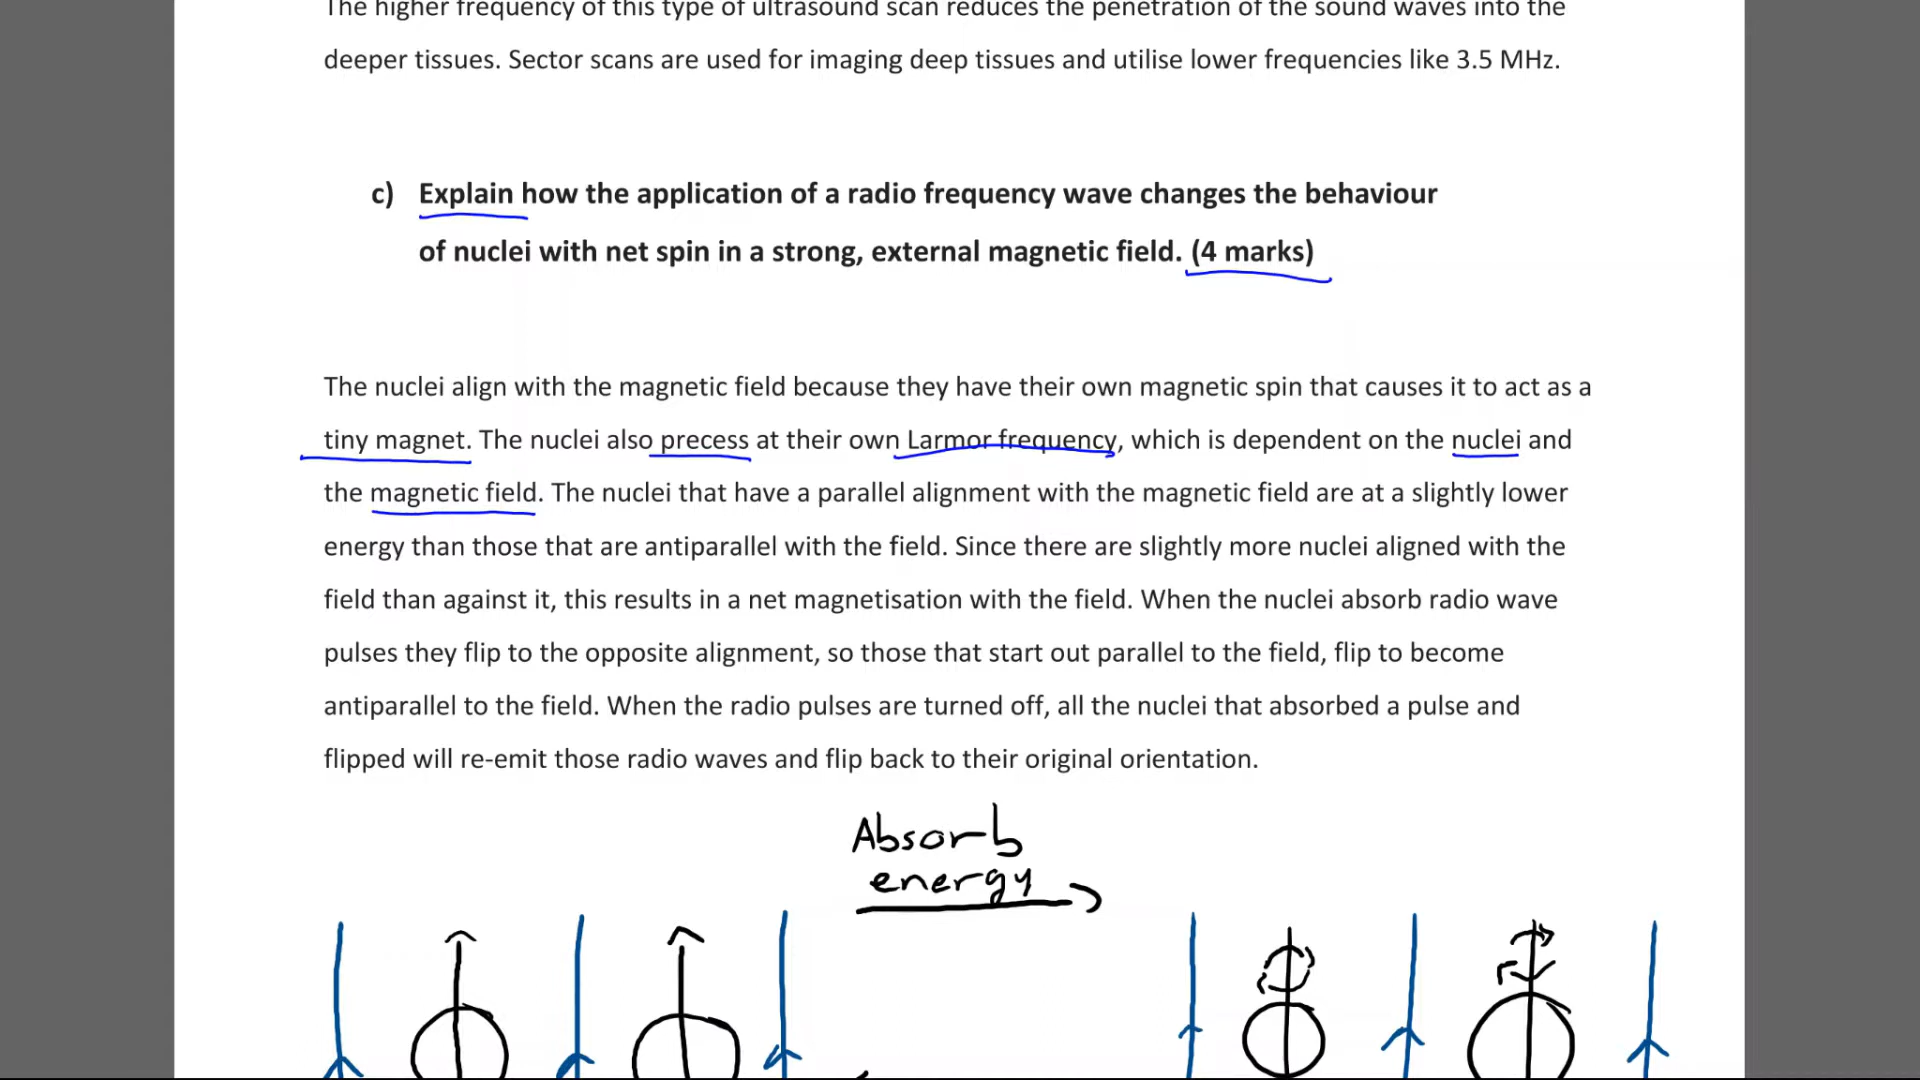 The higher frequency of this type of ultrasound scan reduces the penetration of the sound waves into the
deeper tissues. Sector scans are used for imaging deep tissues and utilise lower frequencies like 3.5 MHz.
c) Explain how the application of a radio frequency wave changes the behaviour
of nuclei with net spin in a strong, external magnetic field. (4 marks)
The nuclei align with the magnetic field because they have their own magnetic spin that causes it to act as a
tiny magnet. The nuclei also precess at their own Larmor frequency, which is dependent on the nuclei and
the magnetic field. The nuclei that have a parallel alignment with the magnetic field are at a slightly lower
energy than those that are antiparallel with the field. Since there are slightly more nuclei aligned with the
field than against it, this results in a net magnetisation with the field. When the nuclei absorb radio wave
pulses they flip to the opposite alignment, so those that start out parallel to the field, flip to become
antiparallel to the field. When the radio pulses are turned off, all the nuclei that absorbed a pulse and
flipped will re-emit those radio waves and flip back to their original orientation.
Absorb
energy